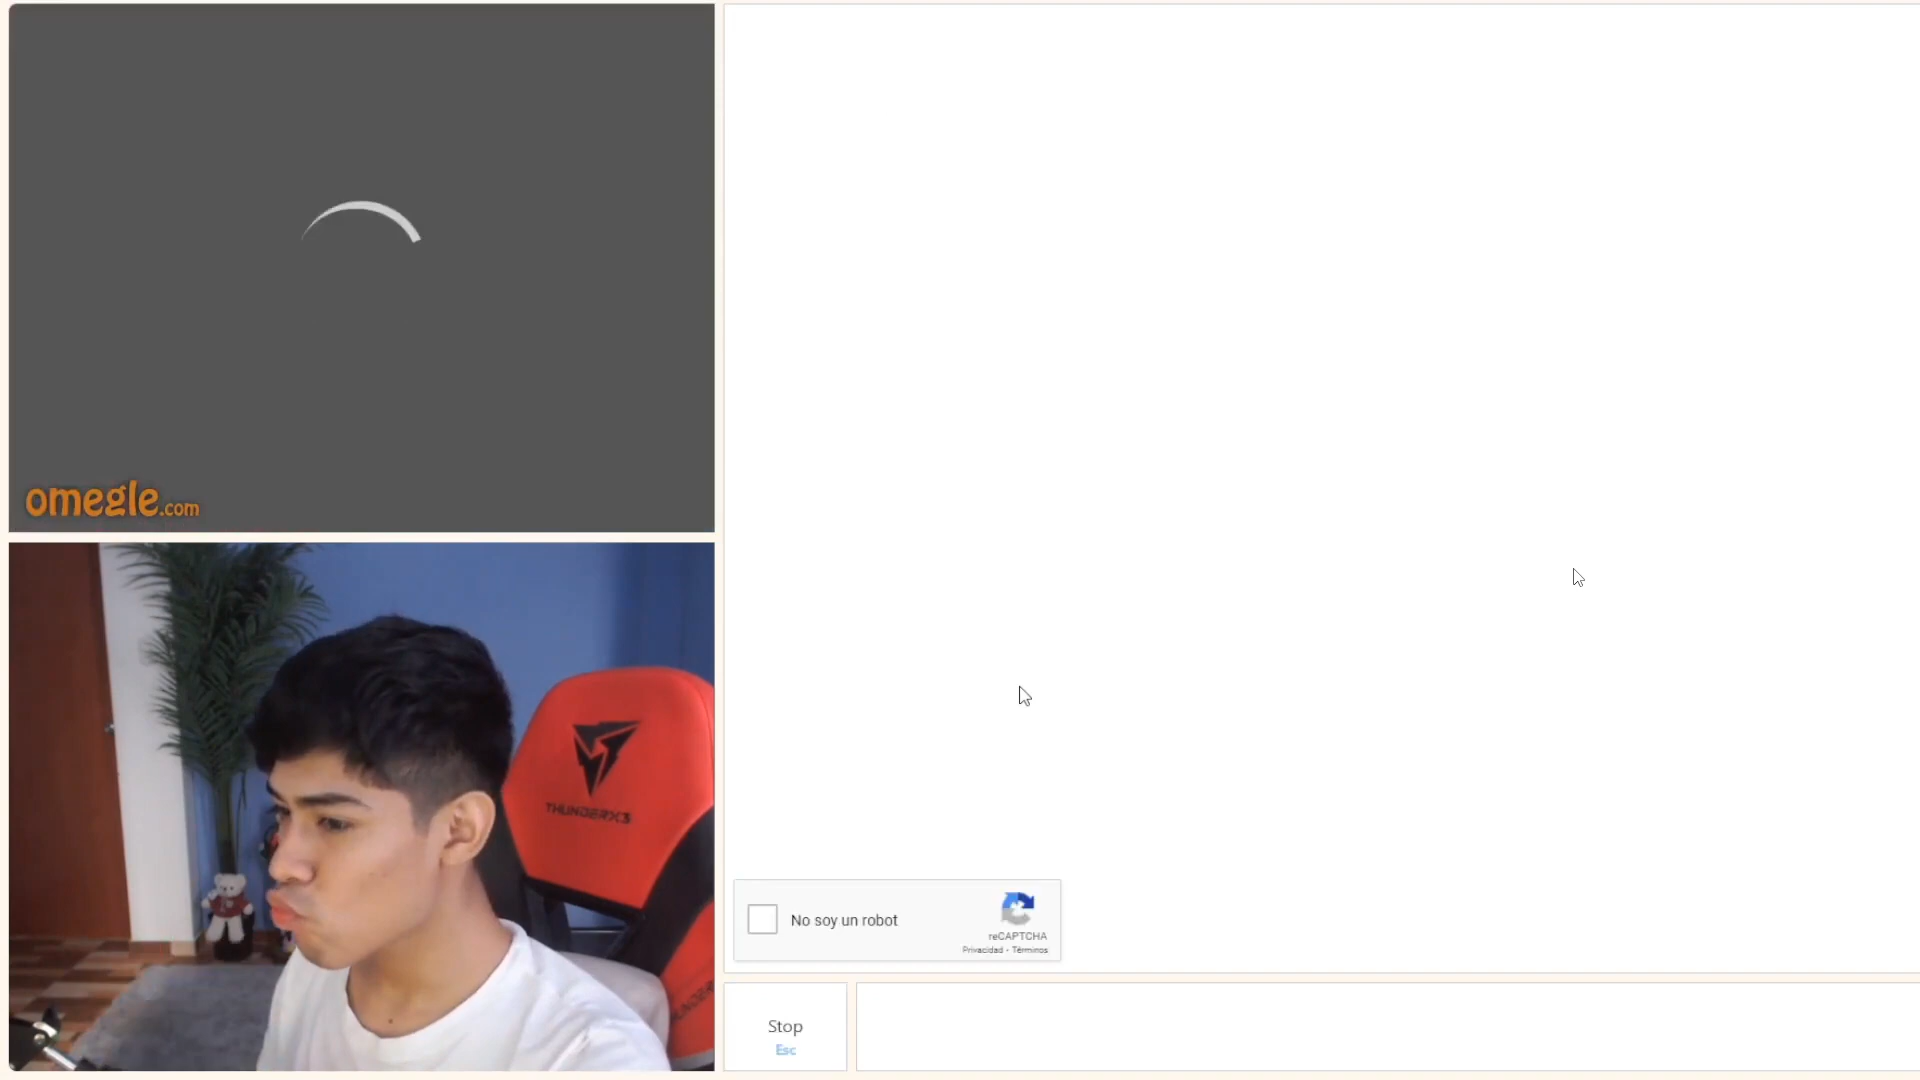 omegle.com
THUNDERX3
No soy un robot
reCAPTCHA
Privacidad - Términos
Stop
Esc